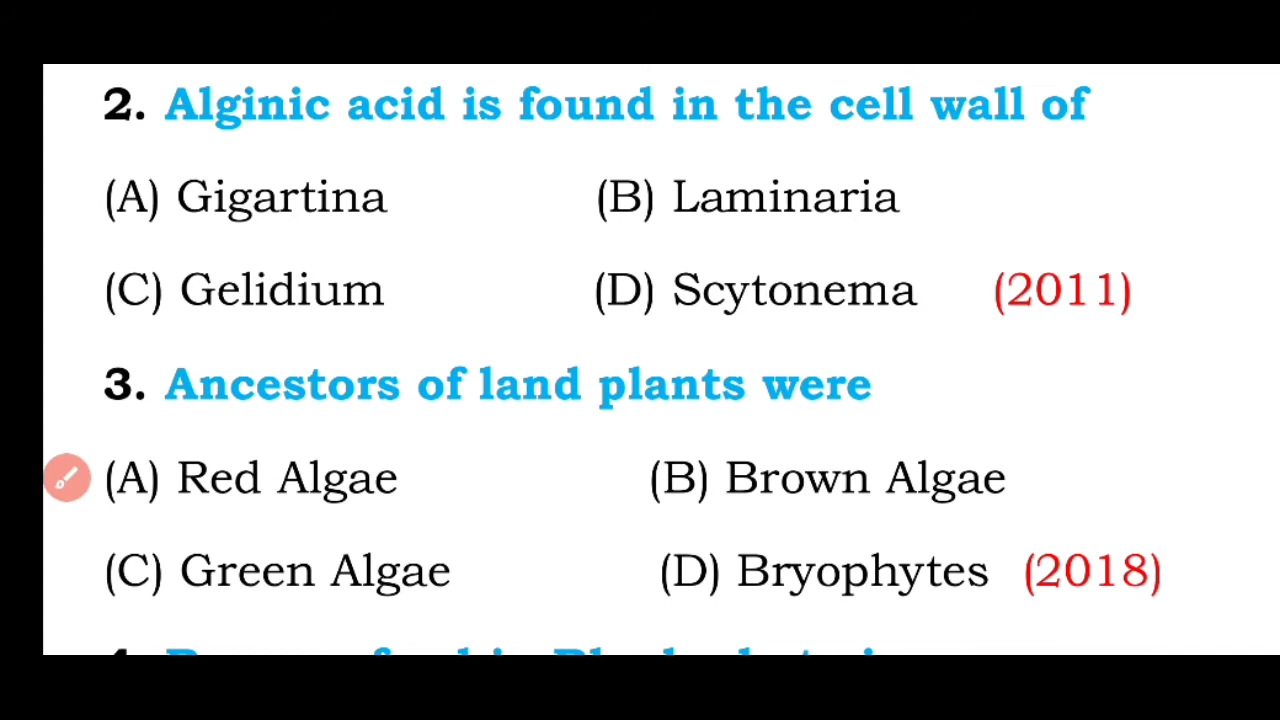 2. Alginic acid is found in the cell wall of
(A) Gigartina (B) Laminaria
(C) Gelidium (D) Scytonema (2011)
3. Ancestors of land plants were
(A) Red Algae (B) Brown Algae
(C) Green Algae (D) Bryophytes (2018)